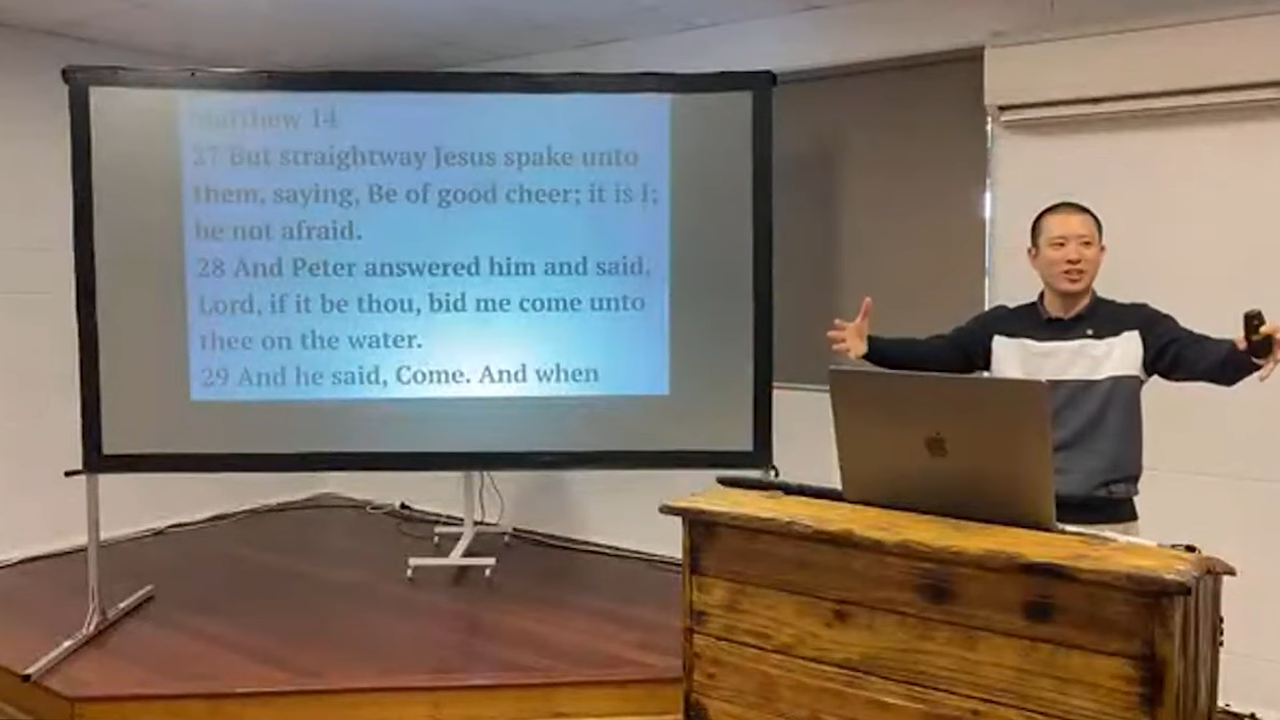 Matthew 14
27 But straightway Jesus spake unto
them, saying, Be of good cheer; it is I;
be not afraid.
28 And Peter answered him and said,
Lord, if it be thou, bid me come unto
thee on the water.
29 And he said, Come. And when